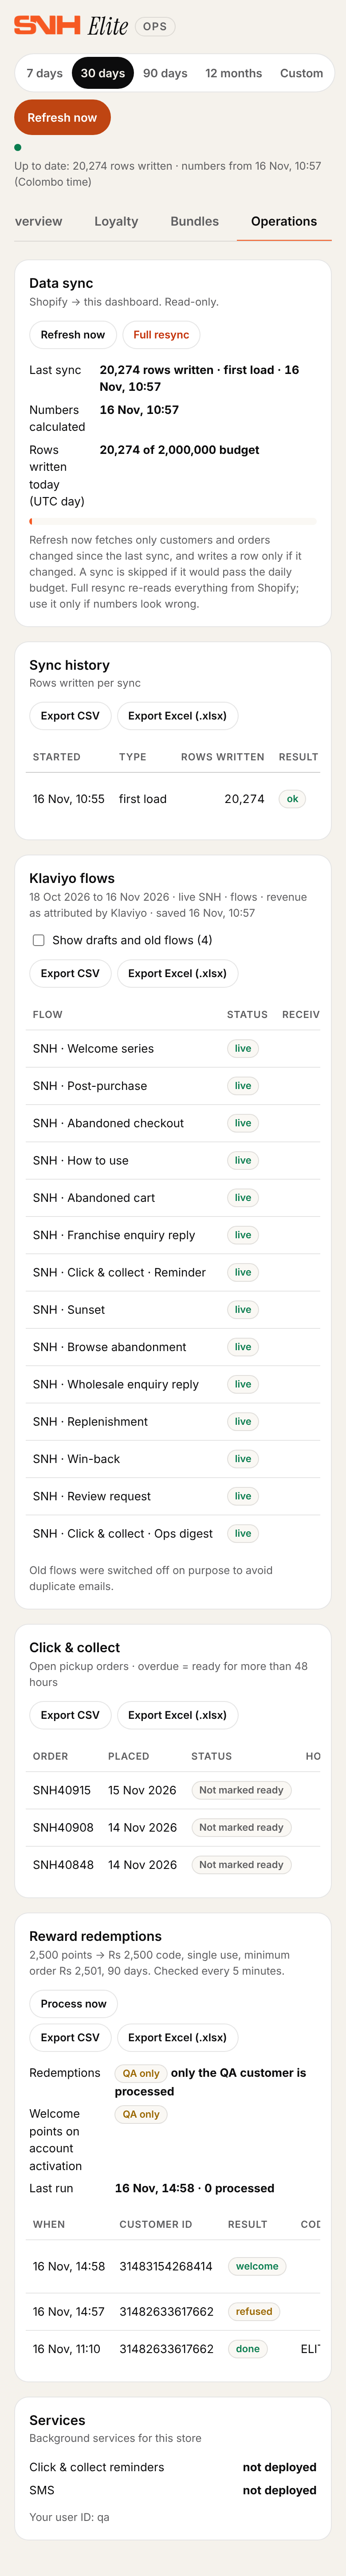 SNH Elite OPS
7 days 30 days 90 days 12 months Custom
Refresh now
Up to date: 20,274 rows written · numbers from 16 Nov, 10:57
(Colombo time)
verview Loyalty Bundles Operations
Data sync
Shopify → this dashboard. Read-only.
Refresh now Full resync
Last sync 20,274 rows written · first load · 16
Nov, 10:57
Numbers 16 Nov, 10:57
calculated
Rows 20,274 of 2,000,000 budget
written
today
(UTC day)
Refresh now fetches only customers and orders
changed since the last sync, and writes a row only if it
changed. A sync is skipped if it would pass the daily
budget. Full resync re-reads everything from Shopify;
use it only if numbers look wrong.
Sync history
Rows written per sync
Export CSV Export Excel (.xlsx)
STARTED TYPE ROWS WRITTEN RESULT
16 Nov, 10:55 first load 20,274 ok
Klaviyo flows
18 Oct 2026 to 16 Nov 2026 · live SNH · flows · revenue
as attributed by Klaviyo · saved 16 Nov, 10:57
Show drafts and old flows (4)
Export CSV Export Excel (.xlsx)
FLOW STATUS RECEIV
SNH · Welcome series live
SNH · Post-purchase live
SNH · Abandoned checkout live
SNH · How to use live
SNH · Abandoned cart live
SNH · Franchise enquiry reply live
SNH · Click & collect · Reminder live
SNH · Sunset live
SNH · Browse abandonment live
SNH · Wholesale enquiry reply live
SNH · Replenishment live
SNH · Win-back live
SNH · Review request live
SNH · Click & collect · Ops digest live
Old flows were switched off on purpose to avoid
duplicate emails.
Click & collect
Open pickup orders · overdue = ready for more than 48
hours
Export CSV Export Excel (.xlsx)
ORDER PLACED STATUS HO
SNH40915 15 Nov 2026 Not marked ready
SNH40908 14 Nov 2026 Not marked ready
SNH40848 14 Nov 2026 Not marked ready
Reward redemptions
2,500 points → Rs 2,500 code, single use, minimum
order Rs 2,501, 90 days. Checked every 5 minutes.
Process now
Export CSV Export Excel (.xlsx)
Redemptions QA only only the QA customer is
processed
Welcome QA only
points on
account
activation
Last run 16 Nov, 14:58 · 0 processed
WHEN CUSTOMER ID RESULT COD
16 Nov, 14:58 31483154268414 welcome
16 Nov, 14:57 31482633617662 refused
16 Nov, 11:10 31482633617662 done ELIT
Services
Background services for this store
Click & collect reminders not deployed
SMS not deployed
Your user ID: qa